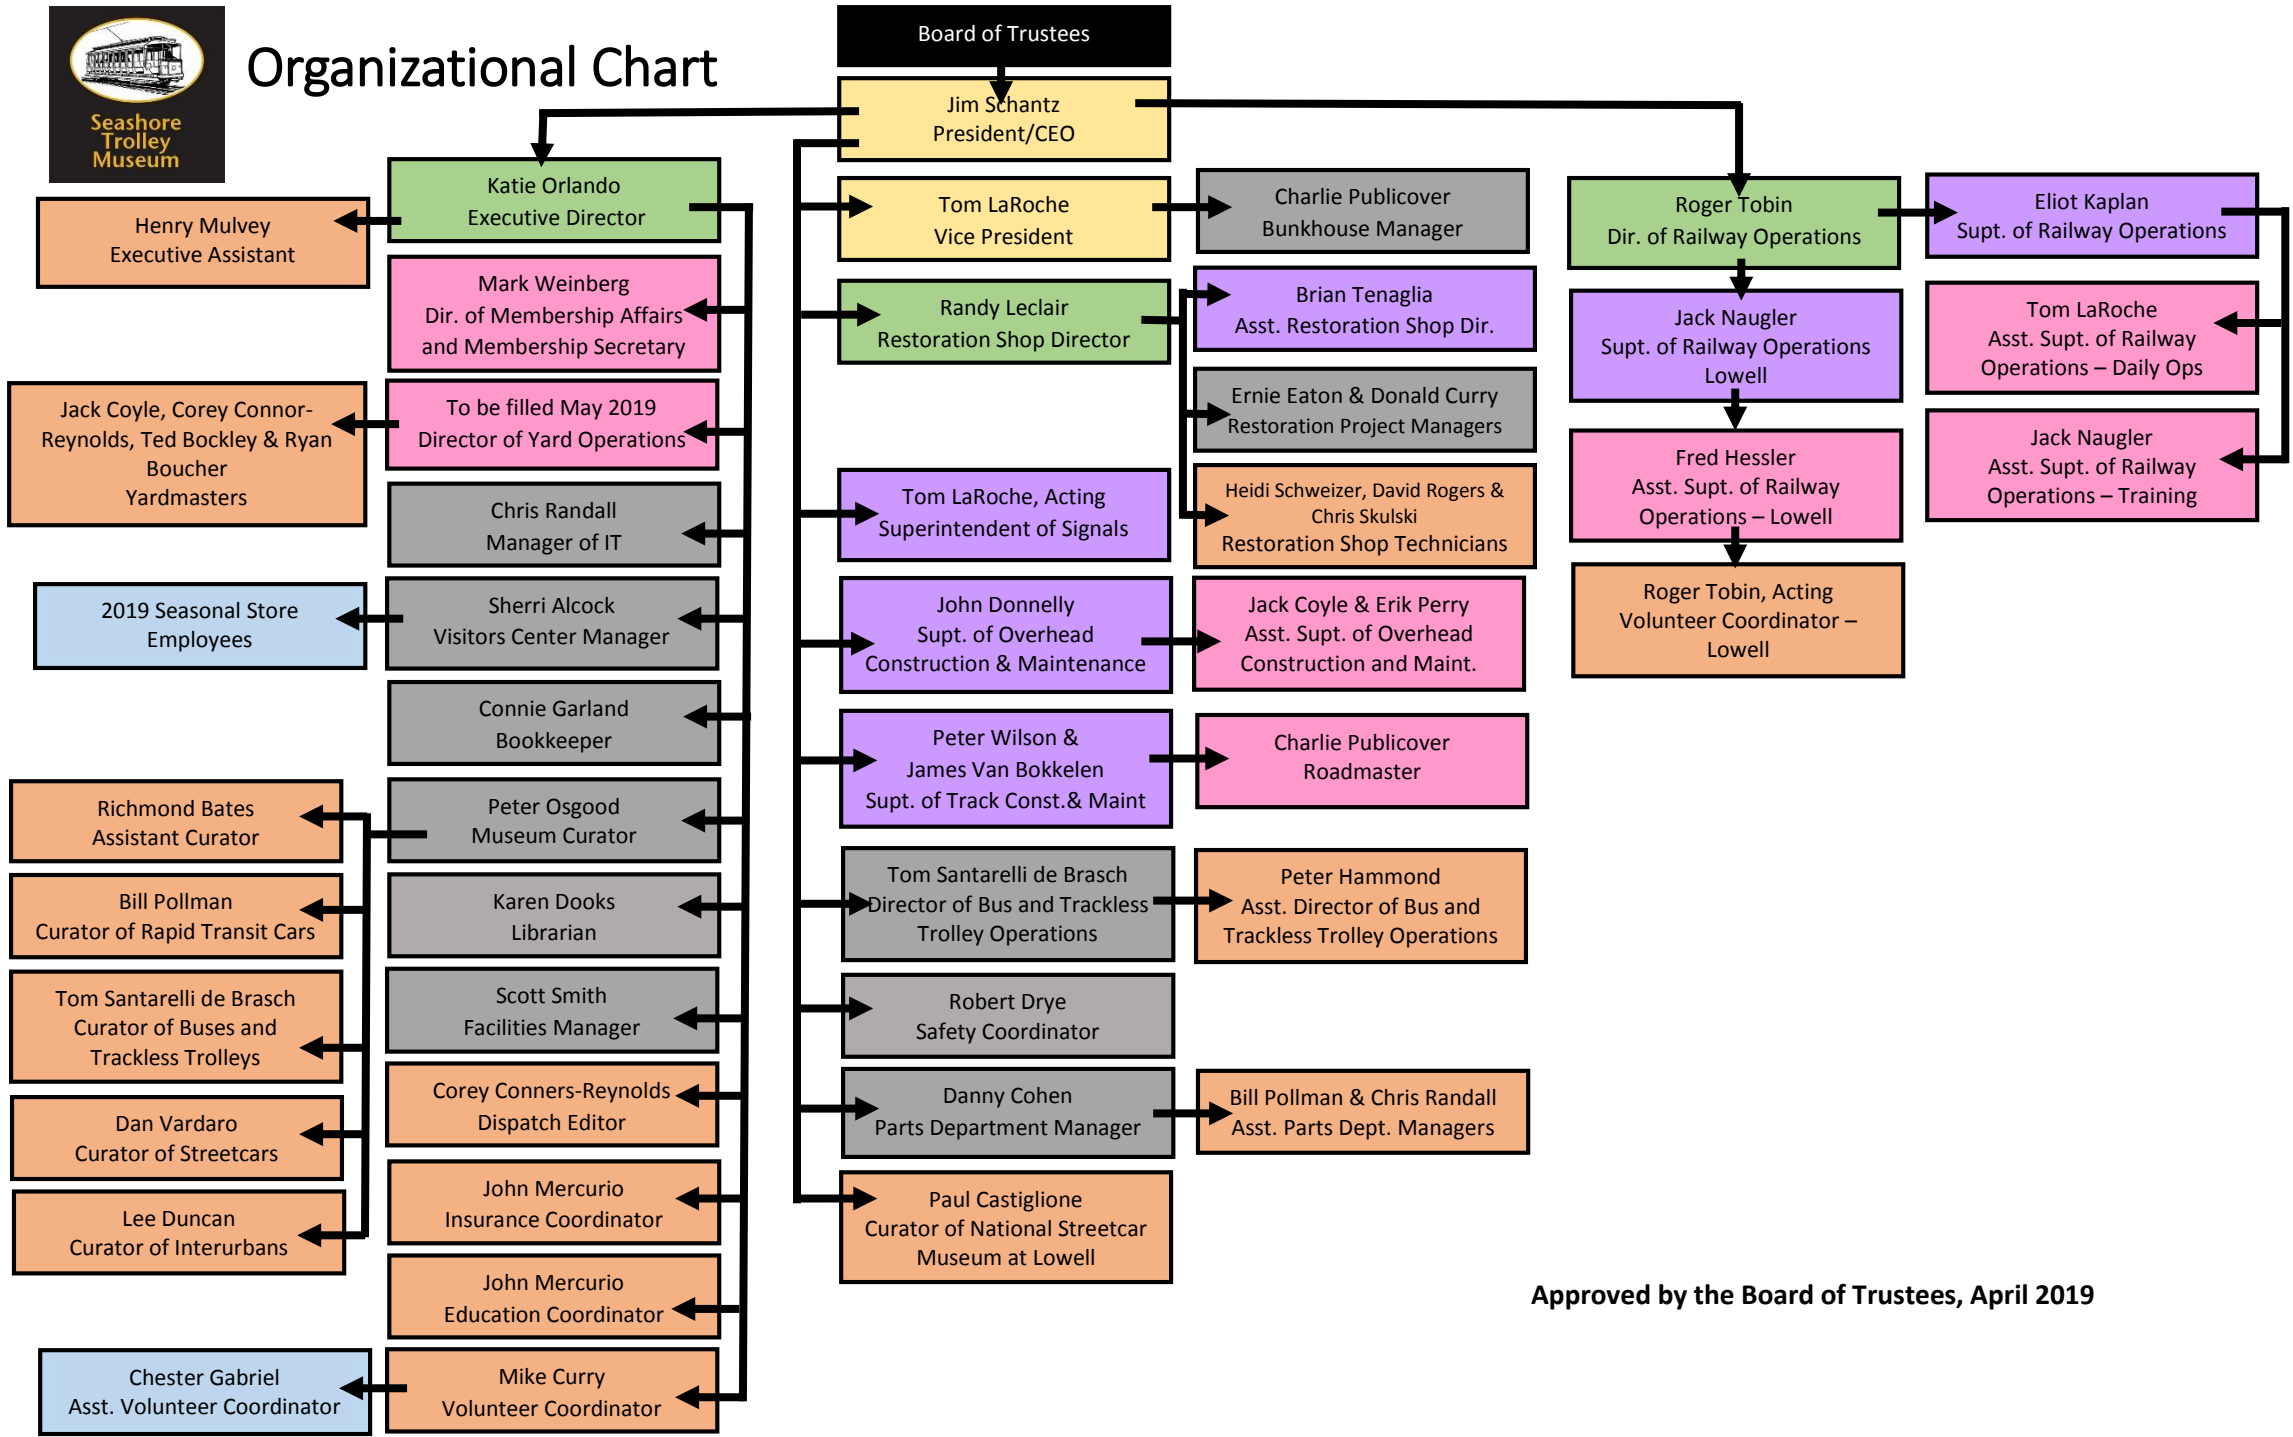 Seashore
Trolley
Museum
Organizational Chart
Board of Trustees
Jim Schantz
President/CEO
Katie Orlando
Executive Director
Henry Mulvey
Executive Assistant
Mark Weinberg
Dir. of Membership Affairs
and Membership Secretary
To be filled May 2019
Director of Yard Operations
Jack Coyle, Corey Connor-
Reynolds, Ted Bockley & Ryan
Boucher
Yardmasters
Chris Randall
Manager of IT
Sherri Alcock
Visitors Center Manager
2019 Seasonal Store
Employees
Connie Garland
Bookkeeper
Peter Osgood
Museum Curator
Richmond Bates
Assistant Curator
Bill Pollman
Curator of Rapid Transit Cars
Tom Santarelli de Brasch
Curator of Buses and
Trackless Trolleys
Dan Vardaro
Curator of Streetcars
Lee Duncan
Curator of Interurbans
Karen Dooks
Librarian
Scott Smith
Facilities Manager
Corey Conners-Reynolds
Dispatch Editor
John Mercurio
Insurance Coordinator
John Mercurio
Education Coordinator
Mike Curry
Volunteer Coordinator
Chester Gabriel
Asst. Volunteer Coordinator
Tom LaRoche
Vice President
Charlie Publicover
Bunkhouse Manager
Randy Leclair
Restoration Shop Director
Brian Tenaglia
Asst. Restoration Shop Dir.
Ernie Eaton & Donald Curry
Restoration Project Managers
Heidi Schweizer, David Rogers &
Chris Skulski
Restoration Shop Technicians
Tom LaRoche, Acting
Superintendent of Signals
John Donnelly
Supt. of Overhead
Construction & Maintenance
Jack Coyle & Erik Perry
Asst. Supt. of Overhead
Construction and Maint.
Peter Wilson &
James Van Bokkelen
Supt. of Track Const.& Maint
Charlie Publicover
Roadmaster
Tom Santarelli de Brasch
Director of Bus and Trackless
Trolley Operations
Peter Hammond
Asst. Director of Bus and
Trackless Trolley Operations
Robert Drye
Safety Coordinator
Danny Cohen
Parts Department Manager
Bill Pollman & Chris Randall
Asst. Parts Dept. Managers
Paul Castiglione
Curator of National Streetcar
Museum at Lowell
Roger Tobin
Dir. of Railway Operations
Eliot Kaplan
Supt. of Railway Operations
Tom LaRoche
Asst. Supt. of Railway
Operations – Daily Ops
Jack Naugler
Asst. Supt. of Railway
Operations – Training
Jack Naugler
Supt. of Railway Operations
Lowell
Fred Hessler
Asst. Supt. of Railway
Operations – Lowell
Roger Tobin, Acting
Volunteer Coordinator –
Lowell
Approved by the Board of Trustees, April 2019